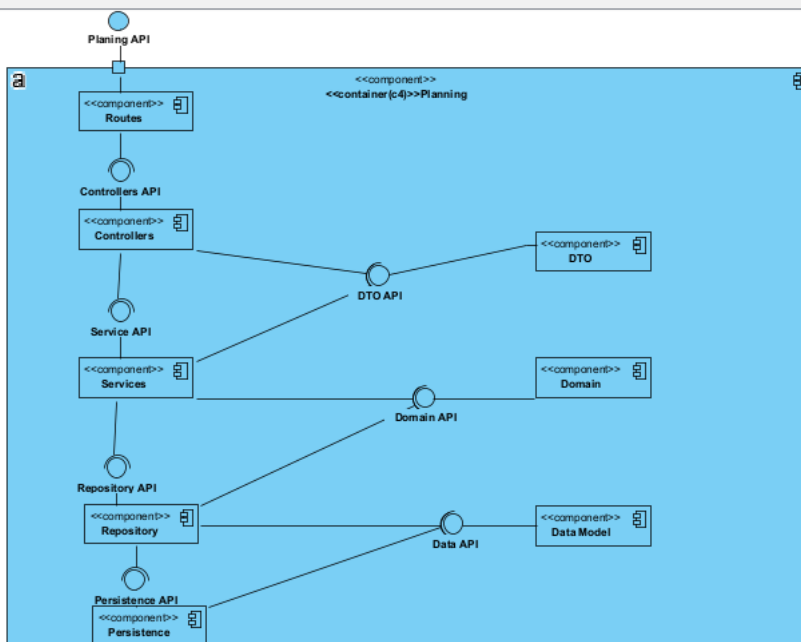 Planing API
a
<<component>>
<<container(c4)>>Planning
<<component>>
Routes
Controllers API
<<component>>
Controllers
<<component>>
DTO
DTO API
Service API
<<component>>
Services
<<component>>
Domain
Domain API
Repository API
<<component>>
Repository
<<component>>
Data Model
Data API
Persistence API
<<component>>
Persistence